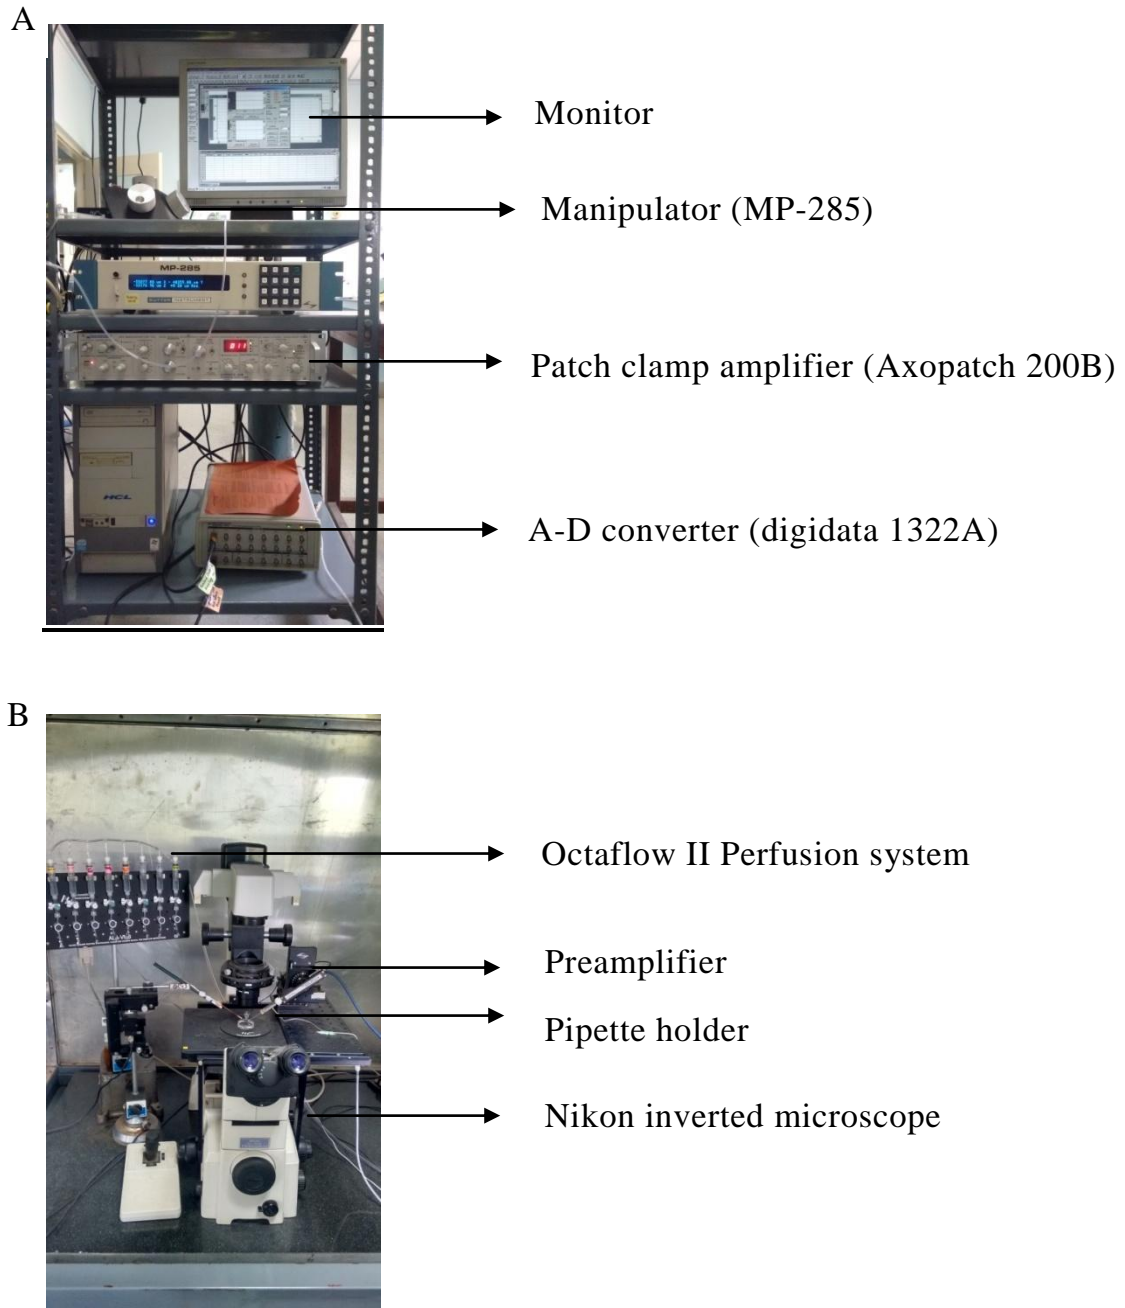 A
Monitor
Manipulator (MP-285)
MP-285
Patch clamp amplifier (Axopatch 200B)
HCL
A-D converter (digidata 1322A)
B
Octaflow II Perfusion system
Preamplifier
Pipette holder
Nikon inverted microscope